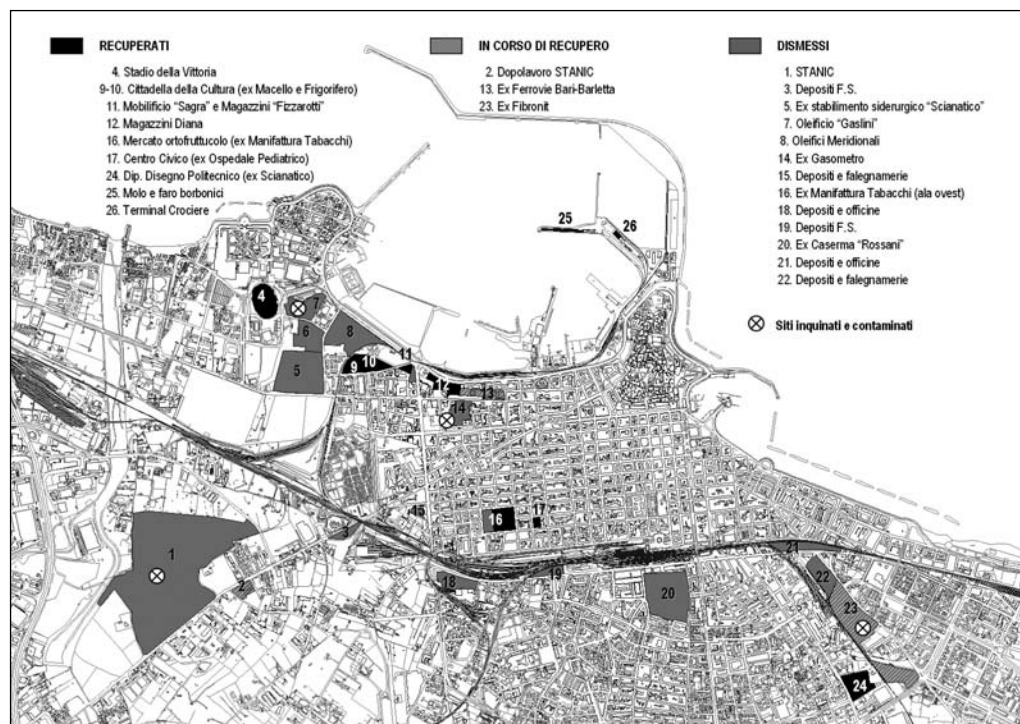 RECUPERATI
4. Stadio della Vittoria
9-10. Cittadella della Cultura (ex Macello e Frigorifero)
11. Mobilificio "Sagra" e Magazzini "Fizzarotti"
12. Magazzini Diana
16. Mercato ortofruttucolo (ex Manifattura Tabacchi)
17. Centro Civico (ex Ospedale Pediatrico)
24. Dip. Disegno Politecnico (ex Scianatico)
25. Molo e faro borbonici
26. Terminal Crociere
IN CORSO DI RECUPERO
2. Dopolavoro STANIC
13. Ex Ferrovie Bari-Barletta
23. Ex Fibronit
DISMESSI
1. STANIC
3. Depositi F.S.
5. Ex stabilimento siderurgico "Scianatico"
7. Oleificio "Gaslini"
8. Oleifici Meridionali
14. Ex Gasometro
15. Depositi e falegnamerie
16. Ex Manifattura Tabacchi (ala ovest)
18. Depositi e officine
19. Depositi F.S.
20. Ex Caserma "Rossani"
21. Depositi e officine
22. Depositi e falegnamerie
Siti inquinati e contaminati
25
26
4
7
6
8
5
9
10
11
12
13
14
15
16
17
3
1
2
18
19
20
21
22
23
24